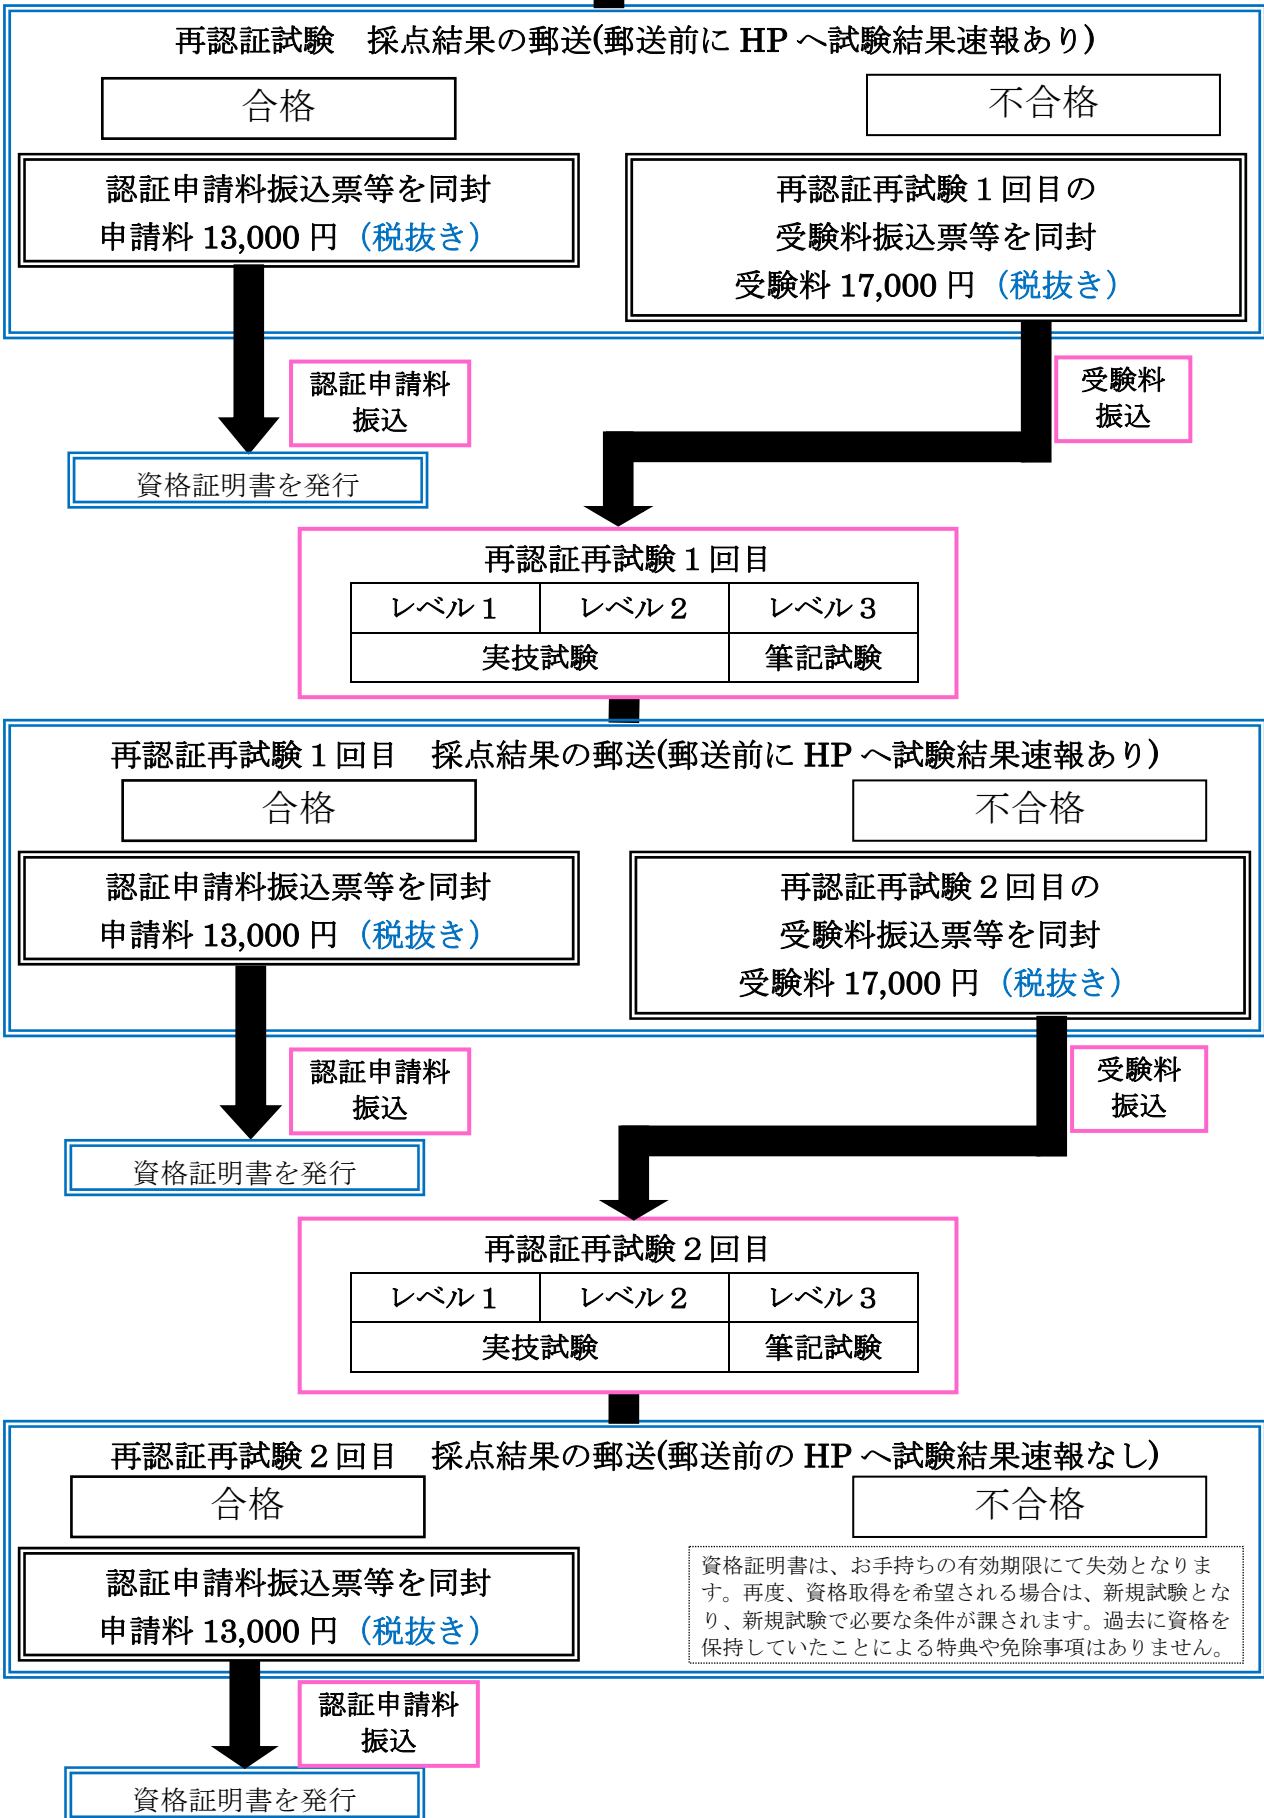 再認証試験　採点結果の郵送(郵送前に HP へ試験結果速報あり)
合格
不合格
認証申請料振込票等を同封
申請料 13,000 円（税抜き）
再認証再試験１回目の
受験料振込票等を同封
受験料 17,000 円（税抜き）
認証申請料
振込
受験料
振込
資格証明書を発行
再認証再試験１回目
レベル１
レベル２
レベル３
実技試験
筆記試験
再認証再試験１回目　採点結果の郵送(郵送前に HP へ試験結果速報あり)
合格
不合格
認証申請料振込票等を同封
申請料 13,000 円（税抜き）
再認証再試験２回目の
受験料振込票等を同封
受験料 17,000 円（税抜き）
認証申請料
振込
受験料
振込
資格証明書を発行
再認証再試験２回目
レベル１
レベル２
レベル３
実技試験
筆記試験
再認証再試験２回目　採点結果の郵送(郵送前の HP へ試験結果速報なし)
合格
不合格
認証申請料振込票等を同封
申請料 13,000 円（税抜き）
資格証明書は、お手持ちの有効期限にて失効となりま
す。再度、資格取得を希望される場合は、新規試験とな
り、新規試験で必要な条件が課されます。過去に資格を
保持していたことによる特典や免除事項はありません。
認証申請料
振込
資格証明書を発行